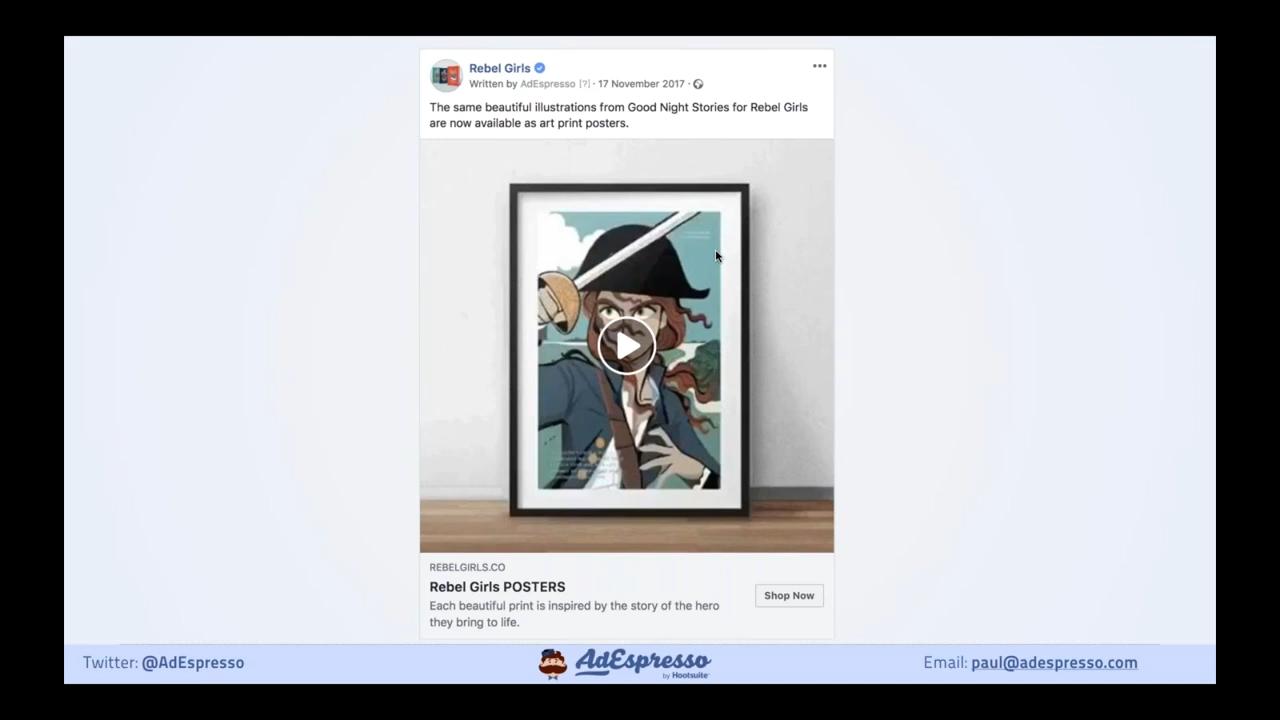 Rebel Girls
Written by AdEspresso [?] · 17 November 2017 ·
The same beautiful illustrations from Good Night Stories for Rebel Girls
are now available as art print posters.
REBELGIRLS.CO
Rebel Girls POSTERS
Each beautiful print is inspired by the story of the hero
they bring to life.
Shop Now
Twitter: @AdEspresso
AdEspresso
by Hootsuite
Email: paul@adespresso.com